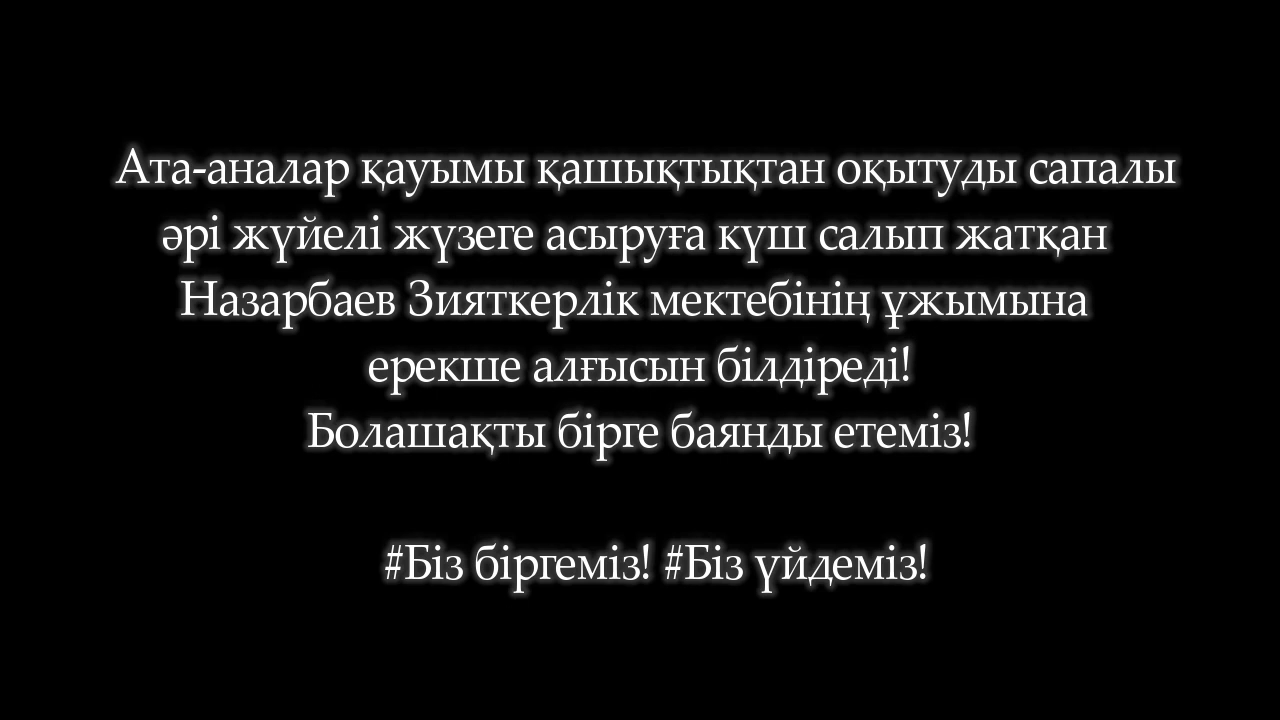 Ата-аналар қауымы қашықтықтан оқытуды сапалы
әрі жүйелі жүзеге асыруға күш салып жатқан
Назарбаев Зияткерлік мектебінің ұжымына
ерекше алғысын білдіреді!
Болашақты бірге баянды етеміз!
#Біз біргеміз! #Біз үйдеміз!